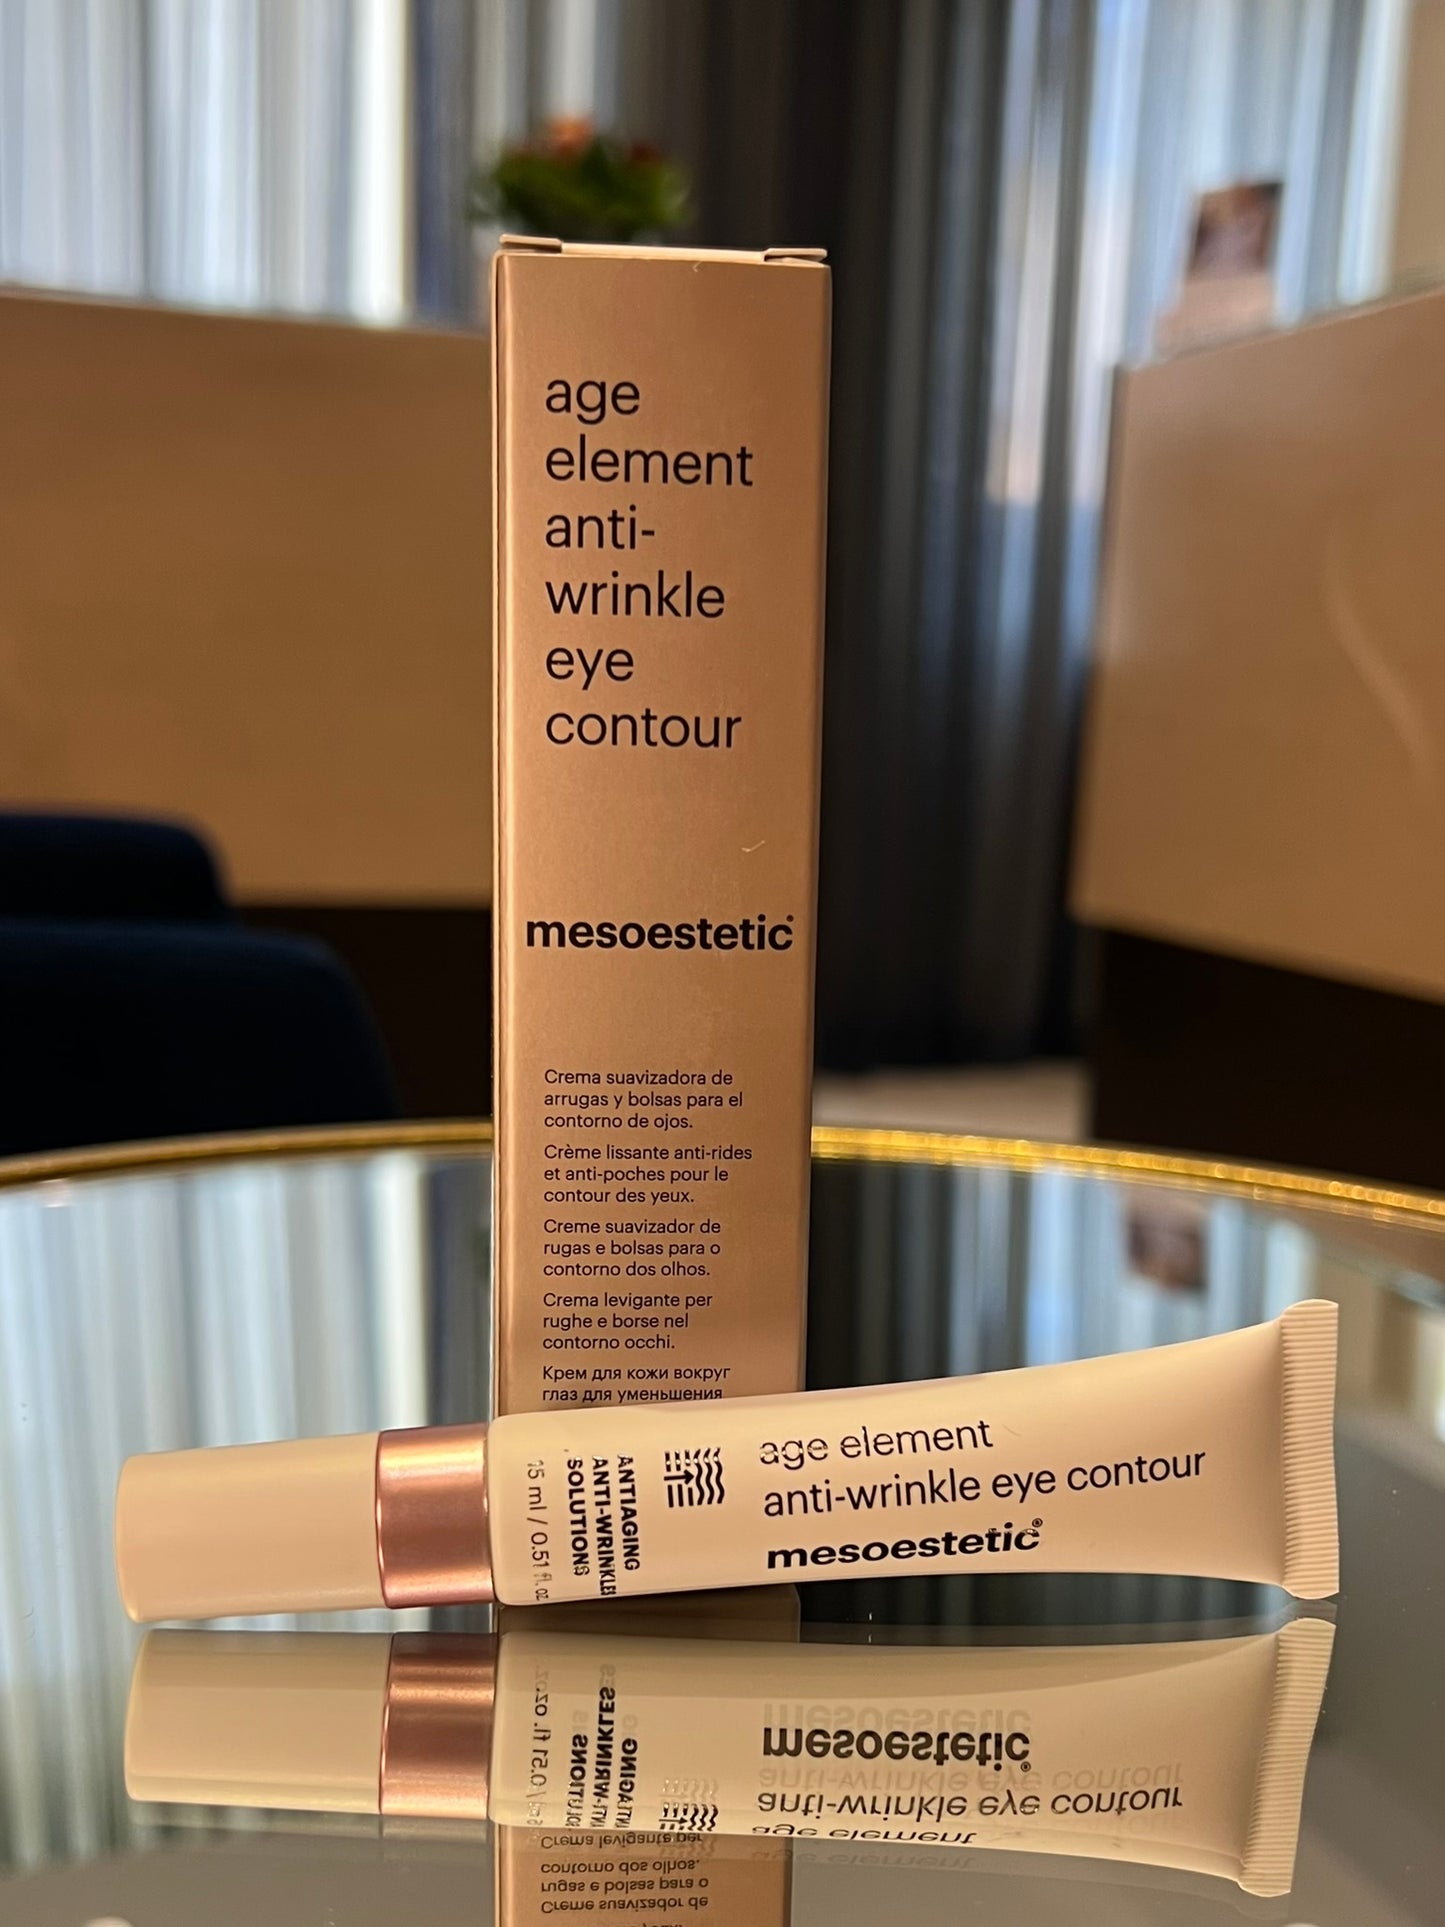 age
element
anti-
wrinkle
eye
contour
mesoestetic®
Crema suavizadora de
arrugas y bolsas para el
contorno de ojos.
Crème lissante anti-rides
et anti-poches pour le
contour des yeux.
Creme suavizador de
rugas e bolsas para o
contorno dos olhos.
Crema levigante per
rughe e borse nel
contorno occhi.
Крем для кожи вокруг
глаз для уменьшения
age element
anti-wrinkle eye contour
mesoestetic®
ANTIAGING
ANTI-WRINKLES
SOLUTIONS
15 ml / 0.51 fl. oz